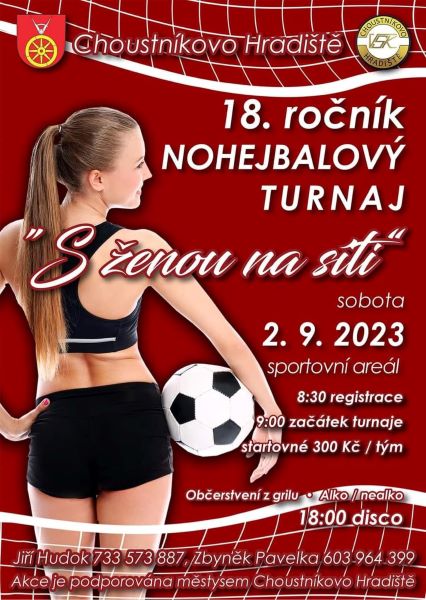 Choustníkovo Hradiště
CHOUSTNÍKOVO
HRADIŠTĚ
18. ročník
NOHEJBALOVÝ
TURNAJ
"S ženou na síti"
sobota
2. 9. 2023
sportovní areál
8:30 registrace
9:00 začátek turnaje
startovné 300 Kč / tým
Občerstvení z grilu • Alko / nealko
18:00 disco
Jiří Hudok 733 573 887, Zbyněk Pavelka 603 964 399
Akce je podporována městysem Choustníkovo Hradiště